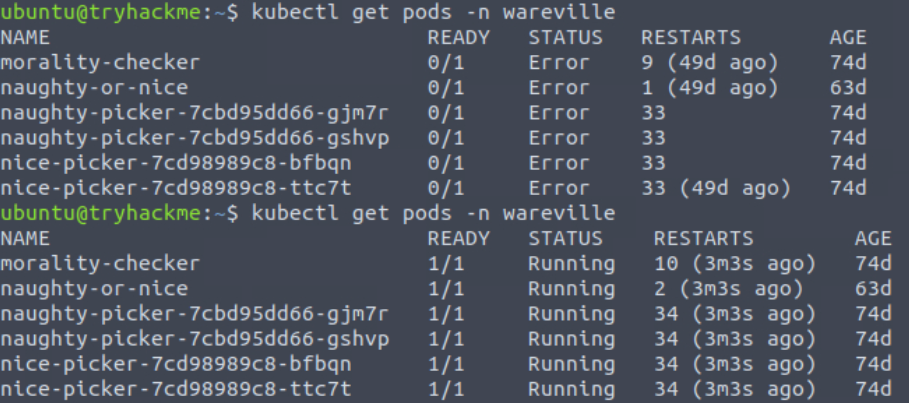 ubuntu@tryhackme:~$ kubectl get pods -n wareville
NAME READY STATUS RESTARTS AGE
morality-checker 0/1 Error 9 (49d ago) 74d
naughty-or-nice 0/1 Error 1 (49d ago) 63d
naughty-picker-7cbd95dd66-gjm7r 0/1 Error 33 74d
naughty-picker-7cbd95dd66-gshvp 0/1 Error 33 74d
nice-picker-7cd98989c8-bfbqn 0/1 Error 33 74d
nice-picker-7cd98989c8-ttc7t 0/1 Error 33 (49d ago) 74d
ubuntu@tryhackme:~$ kubectl get pods -n wareville
NAME READY STATUS RESTARTS AGE
morality-checker 1/1 Running 10 (3m3s ago) 74d
naughty-or-nice 1/1 Running 2 (3m3s ago) 63d
naughty-picker-7cbd95dd66-gjm7r 1/1 Running 34 (3m3s ago) 74d
naughty-picker-7cbd95dd66-gshvp 1/1 Running 34 (3m3s ago) 74d
nice-picker-7cd98989c8-bfbqn 1/1 Running 34 (3m3s ago) 74d
nice-picker-7cd98989c8-ttc7t 1/1 Running 34 (3m3s ago) 74d